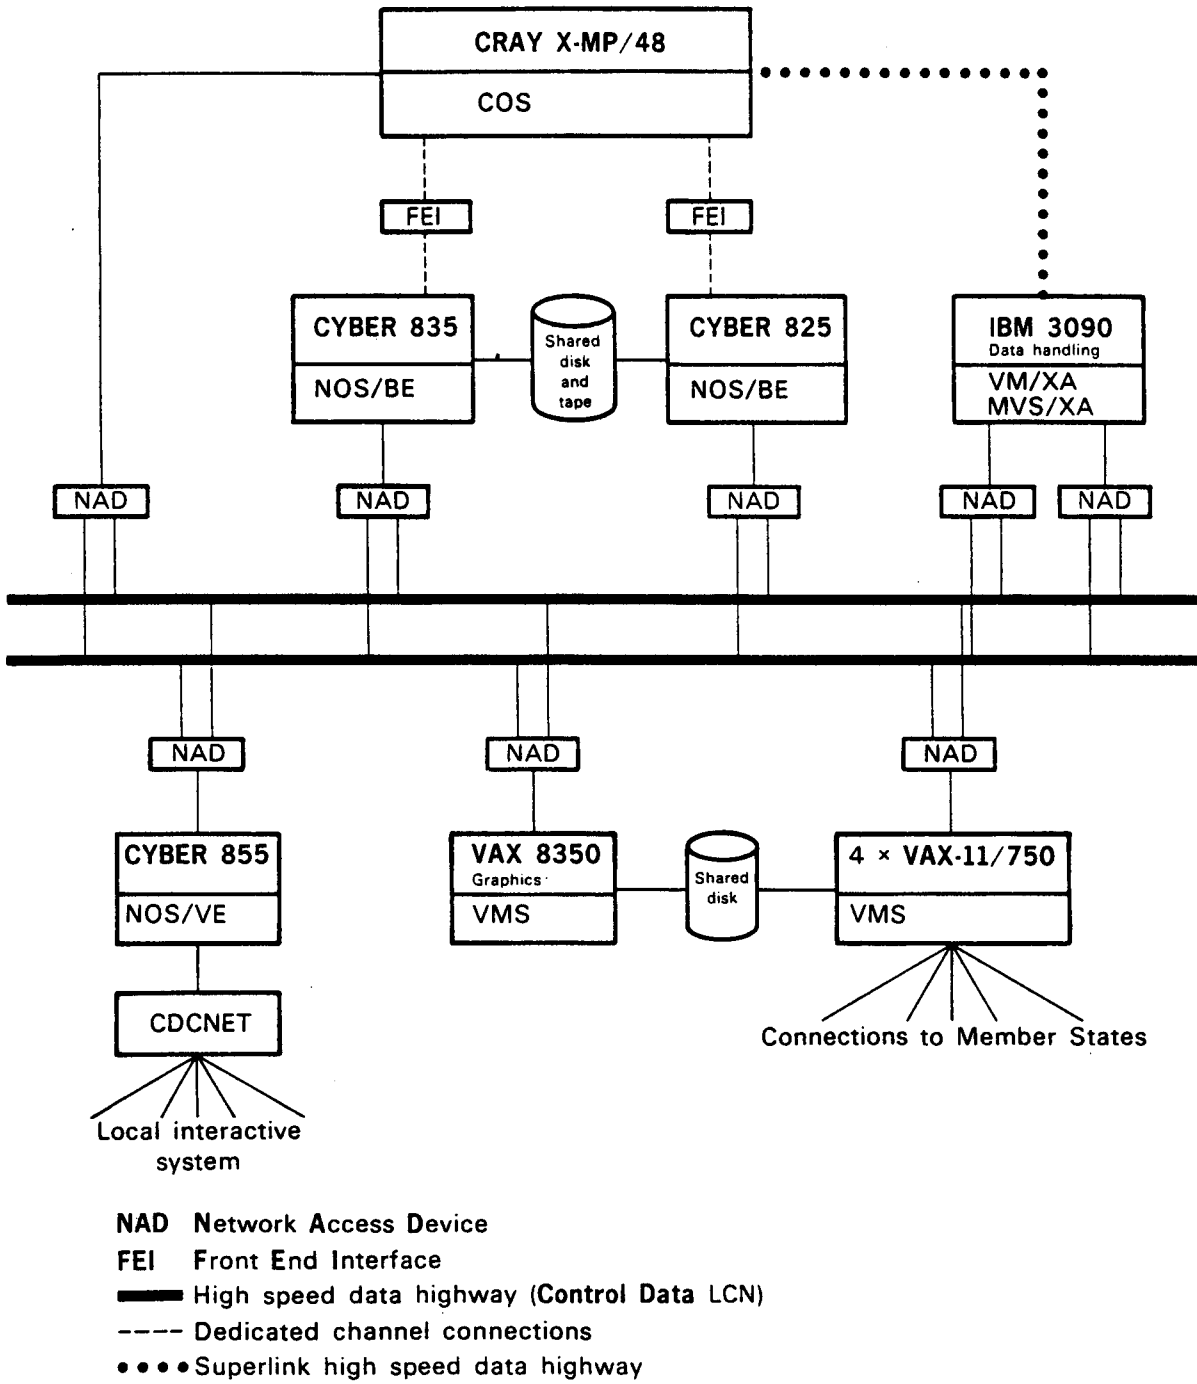 CRAY X-MP/48
COS
FEI
FEI
CYBER 835
NOS/BE
Shared
disk
and
tape
CYBER 825
NOS/BE
IBM 3090
Data handling
VM/XA
MVS/XA
NAD
NAD
NAD
NAD
NAD
NAD
NAD
NAD
CYBER 855
NOS/VE
VAX 8350
Graphics
VMS
Shared
disk
4 × VAX-11/750
VMS
CDCNET
Connections to Member States
Local interactive
system
NAD Network Access Device
FEI Front End Interface
High speed data highway (Control Data LCN)
Dedicated channel connections
Superlink high speed data highway